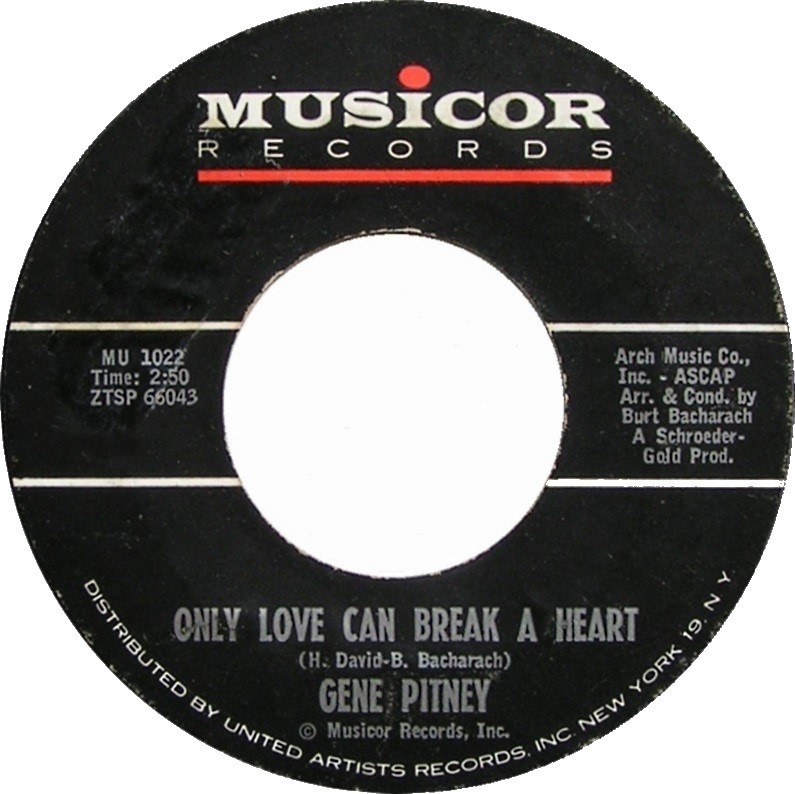 MUSiCOR
RECORDS
MU 1022
Time: 2:50
ZTSP 66043
Arch Music Co.,
Inc. - ASCAP
Arr. & Cond. by
Burt Bacharach
A Schroeder-
Gold Prod.
ONLY LOVE CAN BREAK A HEART
(H. David-B. Bacharach)
GENE PITNEY
© Musicor Records, Inc.
DISTRIBUTED BY UNITED ARTISTS RECORDS, INC. NEW YORK 19, N. Y.